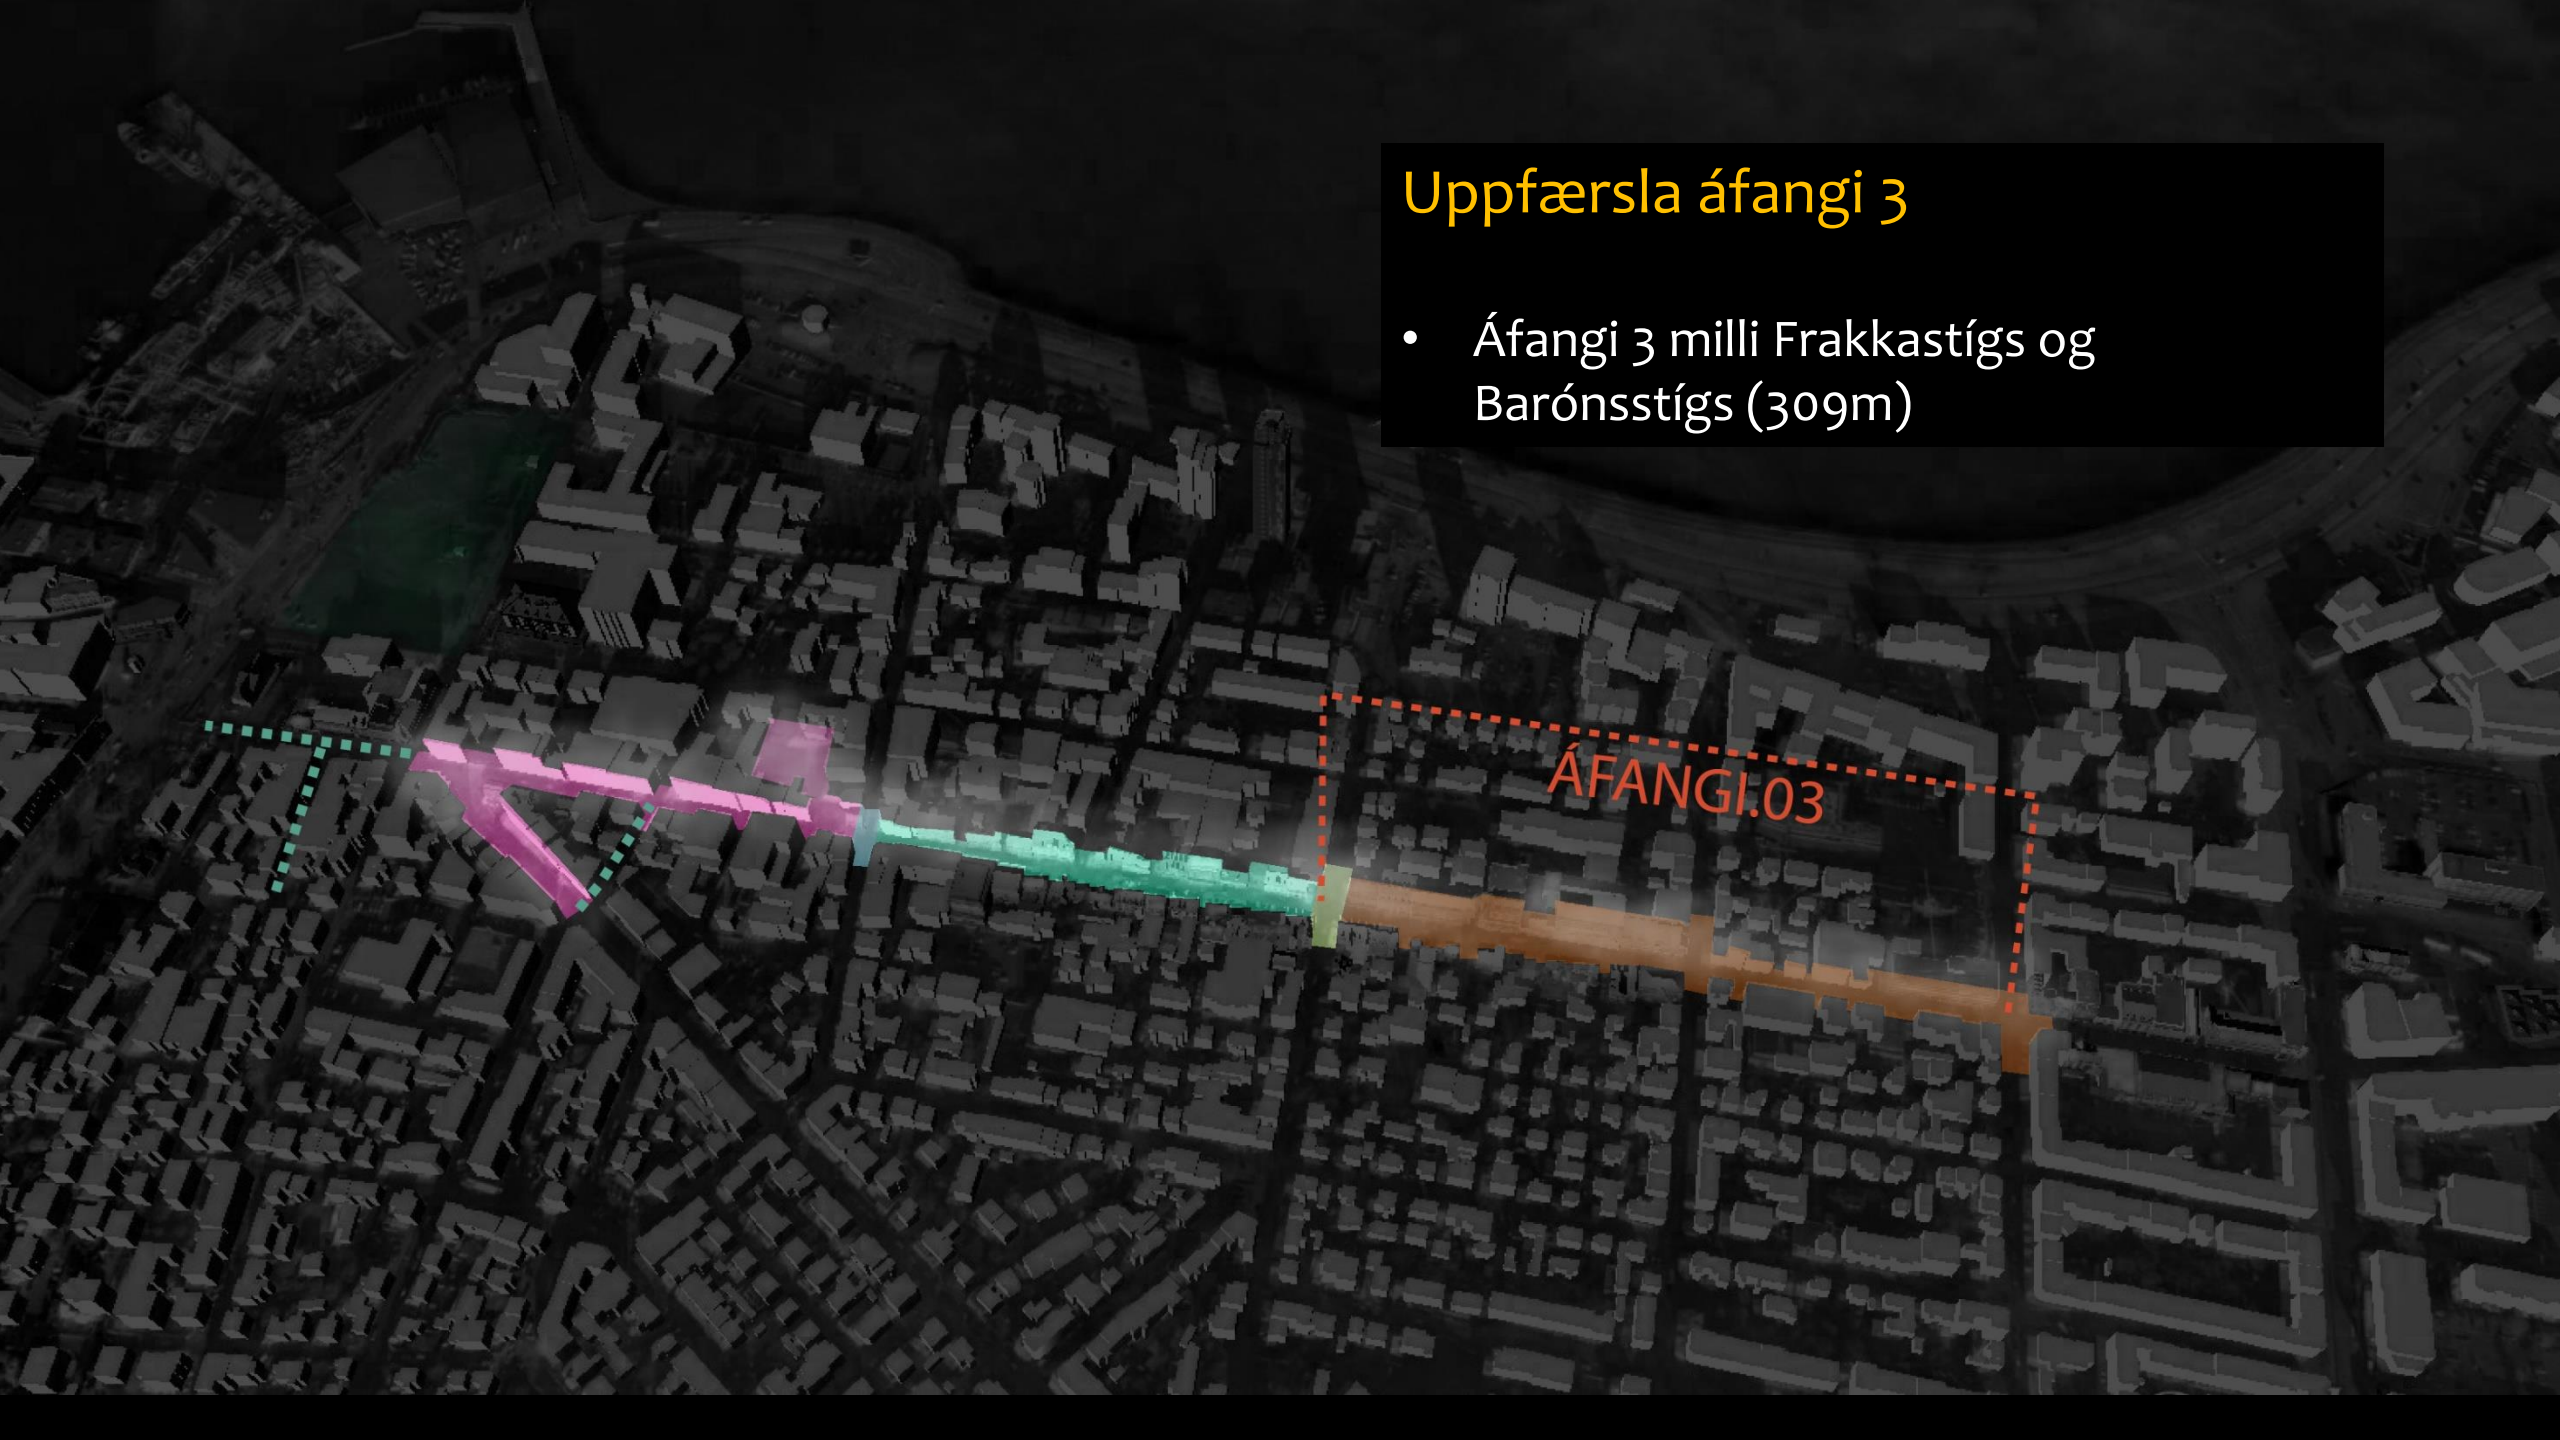 Uppfærsla áfangi 3
• Áfangi 3 milli Frakkastígs og
Barónsstígs (309m)
ÁFANGI.03